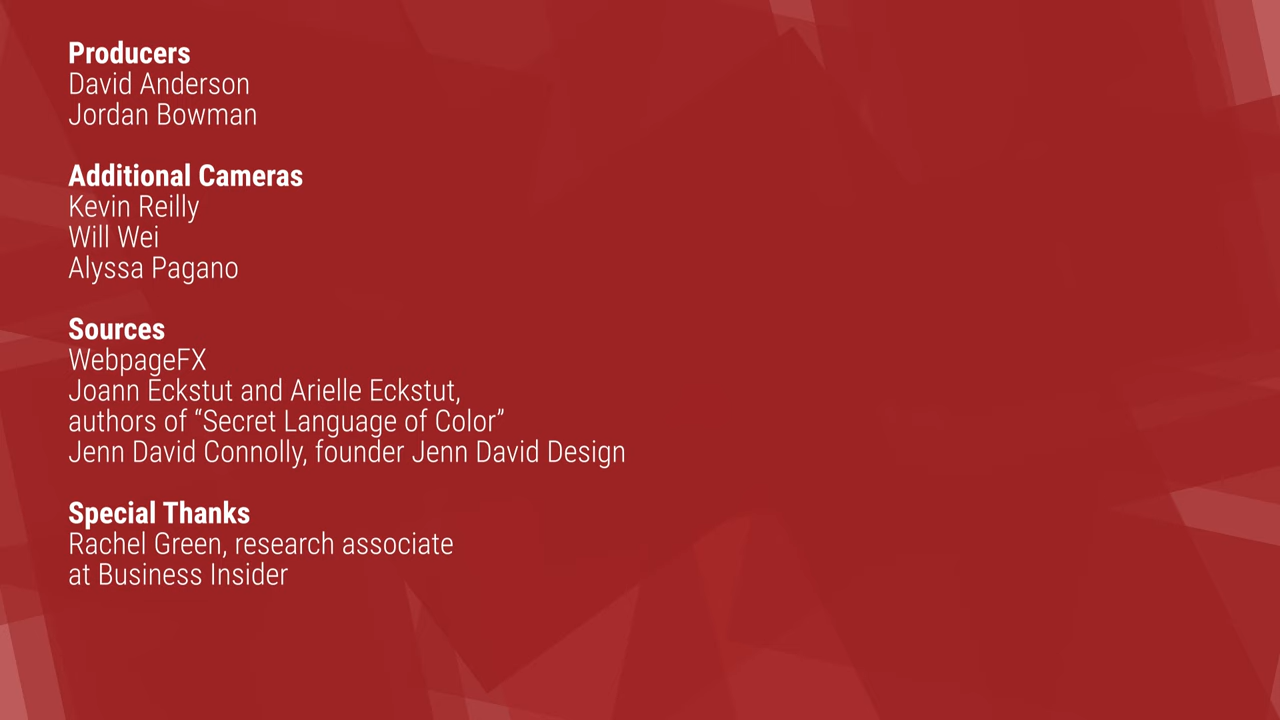 Producers
David Anderson
Jordan Bowman
Additional Cameras
Kevin Reilly
Will Wei
Alyssa Pagano
Sources
WebpageFX
Joann Eckstut and Arielle Eckstut,
authors of “Secret Language of Color”
Jenn David Connolly, founder Jenn David Design
Special Thanks
Rachel Green, research associate
at Business Insider